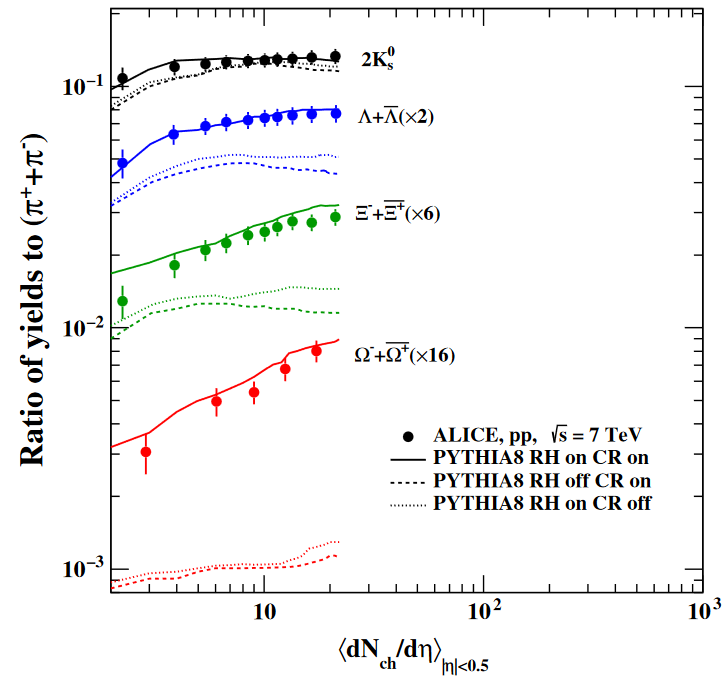 Ratio of yields to (π⁺+π⁻)
10⁻¹
10⁻²
10⁻³
2K⁰ₛ
Λ+Λ̅(×2)
Ξ⁻+Ξ̅⁺(×6)
Ω⁻+Ω̅⁺(×16)
ALICE, pp, √s = 7 TeV
PYTHIA8 RH on CR on
PYTHIA8 RH off CR on
PYTHIA8 RH on CR off
10 10² 10³
⟨dN_ch/dη⟩_|η|<0.5